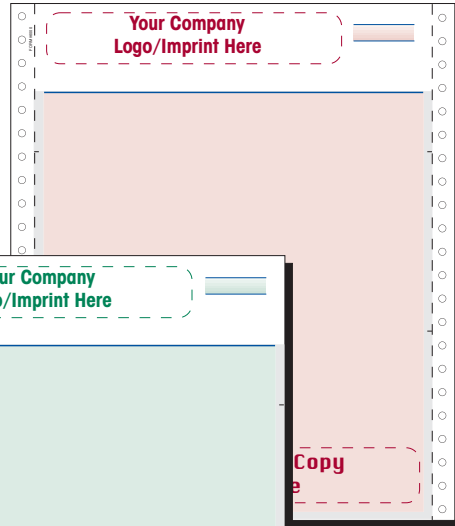 Your Company
Logo/Imprint Here
ur Company
o/Imprint Here
Copy
e